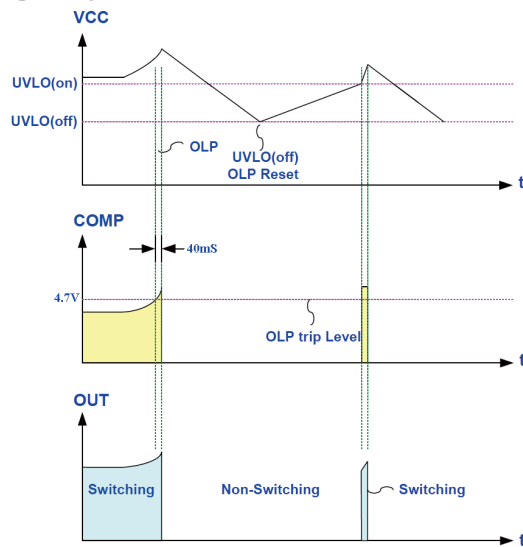 VCC
UVLO(on)
UVLO(off)
OLP
UVLO(off)
OLP Reset
t
COMP
40mS
4.7V
OLP trip Level
t
OUT
Switching
Non-Switching
Switching
t